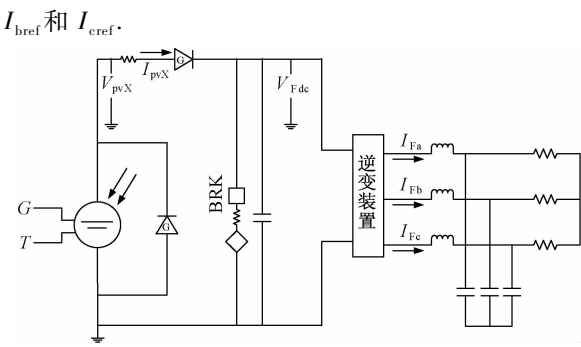 I_bref 和 I_cref.
V_pvX
I_pvX
G
V_Fdc
G
T
G
BRK
逆变装置
I_Fa
I_Fb
I_Fc